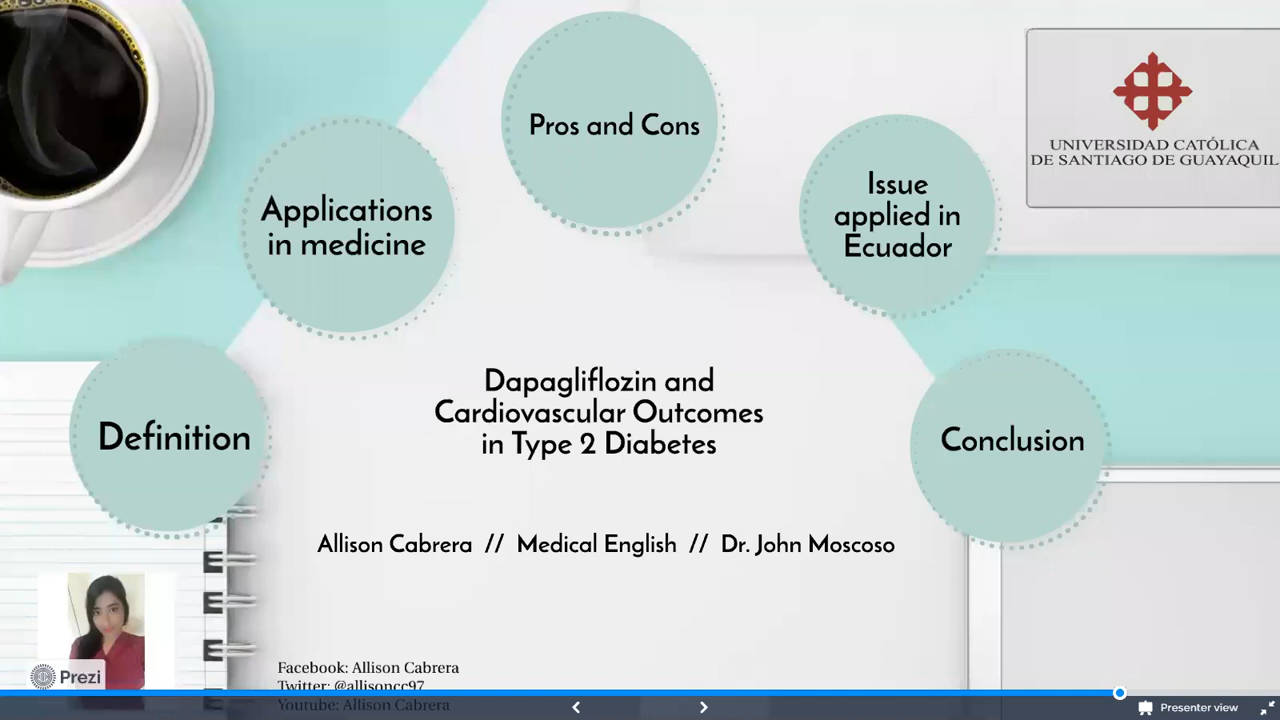 Pros and Cons
Applications
in medicine
Issue
applied in
Ecuador
UNIVERSIDAD CATÓLICA
DE SANTIAGO DE GUAYAQUIL
Definition
Dapagliflozin and
Cardiovascular Outcomes
in Type 2 Diabetes
Conclusion
Allison Cabrera // Medical English // Dr. John Moscoso
Facebook: Allison Cabrera
Twitter: @allisoncc97
Youtube: Allison Cabrera
Prezi
Presenter view